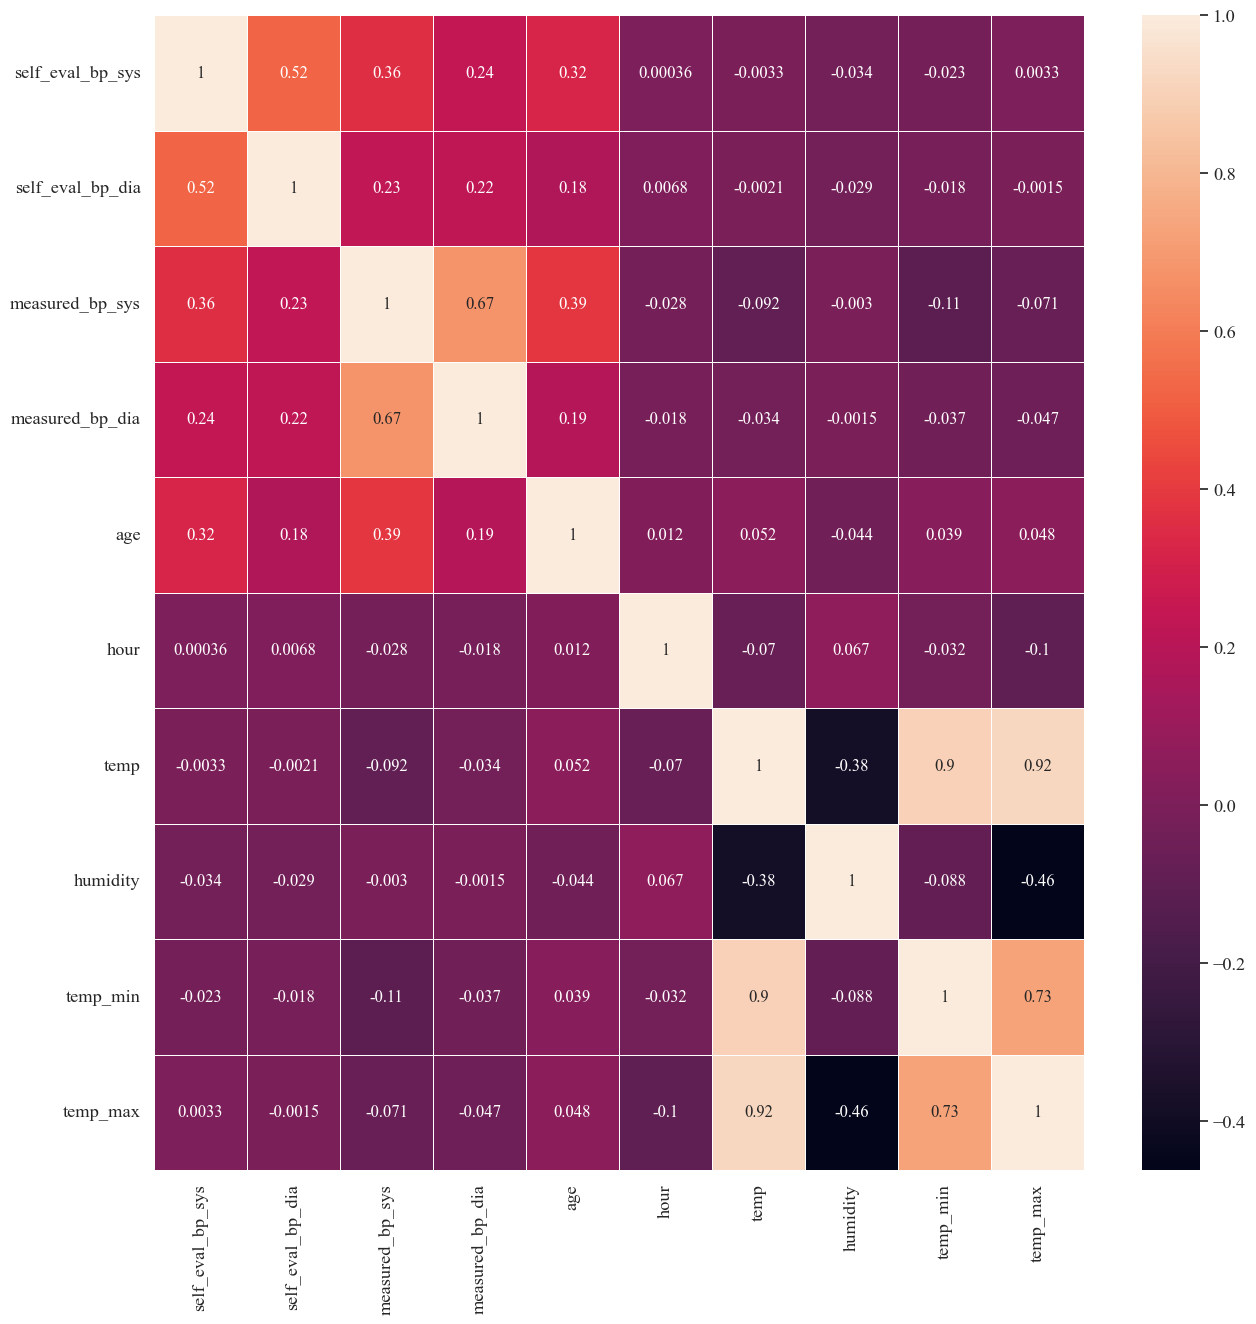 self_eval_bp_sys 1 0.52 0.36 0.24 0.32 0.00036 -0.0033 -0.034 -0.023 0.0033
self_eval_bp_dia 0.52 1 0.23 0.22 0.18 0.0068 -0.0021 -0.029 -0.018 -0.0015
measured_bp_sys 0.36 0.23 1 0.67 0.39 -0.028 -0.092 -0.003 -0.11 -0.071
measured_bp_dia 0.24 0.22 0.67 1 0.19 -0.018 -0.034 -0.0015 -0.037 -0.047
age 0.32 0.18 0.39 0.19 1 0.012 0.052 -0.044 0.039 0.048
hour 0.00036 0.0068 -0.028 -0.018 0.012 1 -0.07 0.067 -0.032 -0.1
temp -0.0033 -0.0021 -0.092 -0.034 0.052 -0.07 1 -0.38 0.9 0.92
humidity -0.034 -0.029 -0.003 -0.0015 -0.044 0.067 -0.38 1 -0.088 -0.46
temp_min -0.023 -0.018 -0.11 -0.037 0.039 -0.032 0.9 -0.088 1 0.73
temp_max 0.0033 -0.0015 -0.071 -0.047 0.048 -0.1 0.92 -0.46 0.73 1
self_eval_bp_sys
self_eval_bp_dia
measured_bp_sys
measured_bp_dia
age
hour
temp
humidity
temp_min
temp_max
1.0
0.8
0.6
0.4
0.2
0.0
−0.2
−0.4